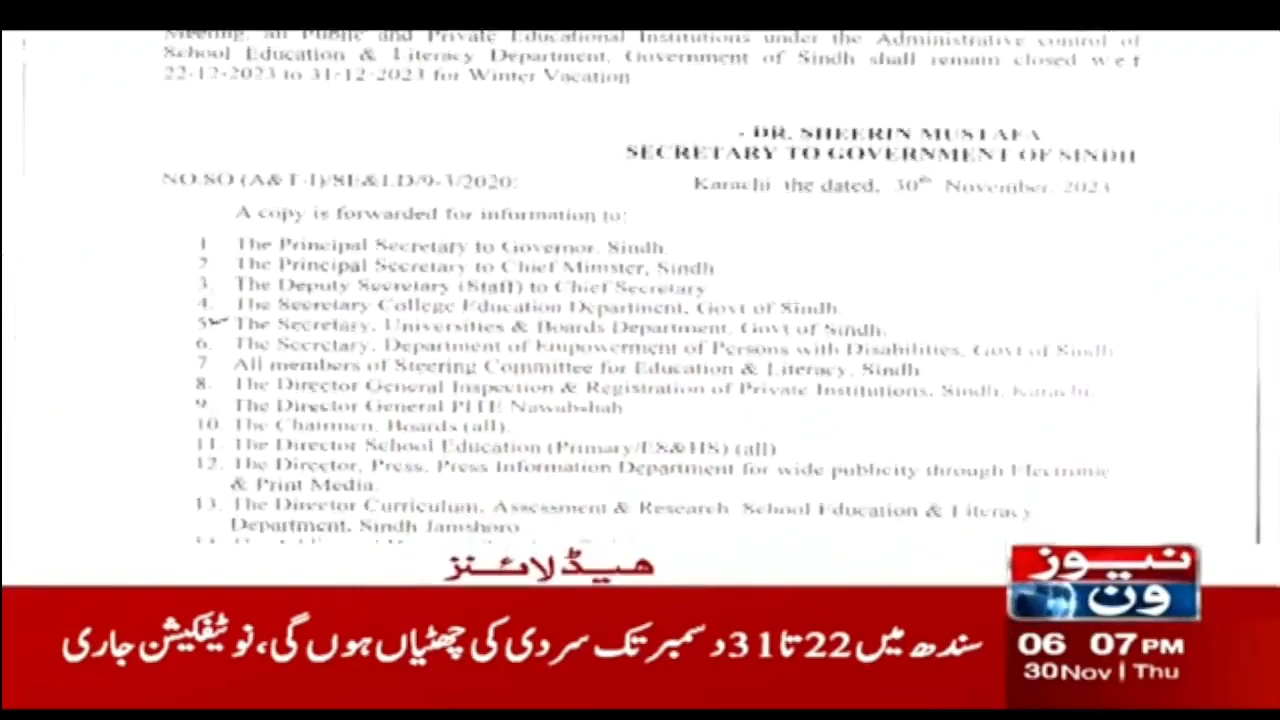 Meeting, all Public and Private Educational Institutions under the Administrative control of
School Education & Literacy Department, Government of Sindh shall remain closed w e f
22-12-2023 to 31-12-2023 for Winter Vacation
- DR. SHEERIN MUSTAFA
SECRETARY TO GOVERNMENT OF SINDH
NO.SO (A&T-I)/SE&LD/9-3/2020:
Karachi the dated, 30th November, 2023
A copy is forwarded for information to:
1 The Principal Secretary to Governor, Sindh
2. The Principal Secretary to Chief Minster, Sindh
3. The Deputy Secretary (Staff) to Chief Secretary
4. The Secretary College Education Department, Govt of Sindh
5 The Secretary, Universities & Boards Department, Govt of Sindh.
6. The Secretary, Department of Empowerment of Persons with Disabilities, Govt of Sindh
7 All members of Steering Committee for Education & Literacy, Sindh
8. The Director General Inspection & Registration of Private Institutions, Sindh, Karachi.
9. The Director General PITE Nawabshah
10. The Chairmen, Boards (all).
11. The Director School Education (Primary/ES&HS) (all)
12. The Director, Press, Press Information Department for wide publicity through Electronic
& Print Media.
13. The Director Curriculum, Assessment & Research School Education & Literacy
Department, Sindh Jamshoro
ہیڈلائنز
نیوز
ون
سندھ میں 22 تا 31 دسمبر تک سردی کی چھٹیاں ہوں گی، نوٹیفکیشن جاری
06 07 PM
30 Nov | Thu